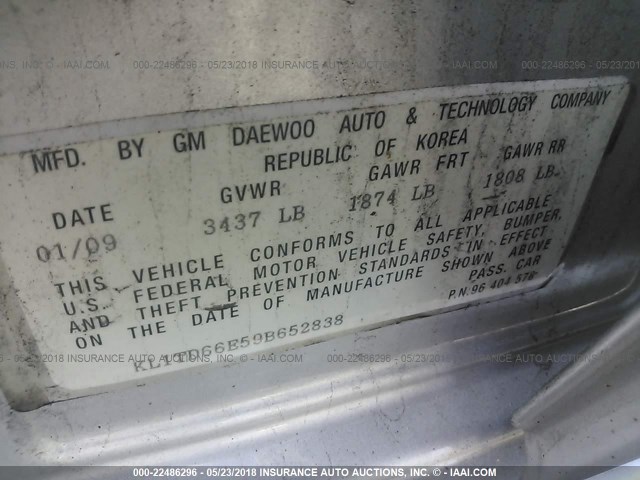 000-22486296 - 05/23/2018 INSURANCE AUTO AUCTIONS, INC. - © IAAI.COM
MFD. BY GM DAEWOO AUTO & TECHNOLOGY COMPANY
REPUBLIC OF KOREA
DATE GVWR GAWR FRT GAWR RR
01/09 3437 LB 1874 LB 1808 LB
THIS VEHICLE CONFORMS TO ALL APPLICABLE
U.S. FEDERAL MOTOR VEHICLE SAFETY, BUMPER,
AND THEFT PREVENTION STANDARDS IN EFFECT
ON THE DATE OF MANUFACTURE SHOWN ABOVE
PASS. CAR
P.N. 96 404 578
KL1TD66E59B652838
000-22486296 - 05/23/2018 INSURANCE AUTO AUCTIONS, INC. - © IAAI.COM